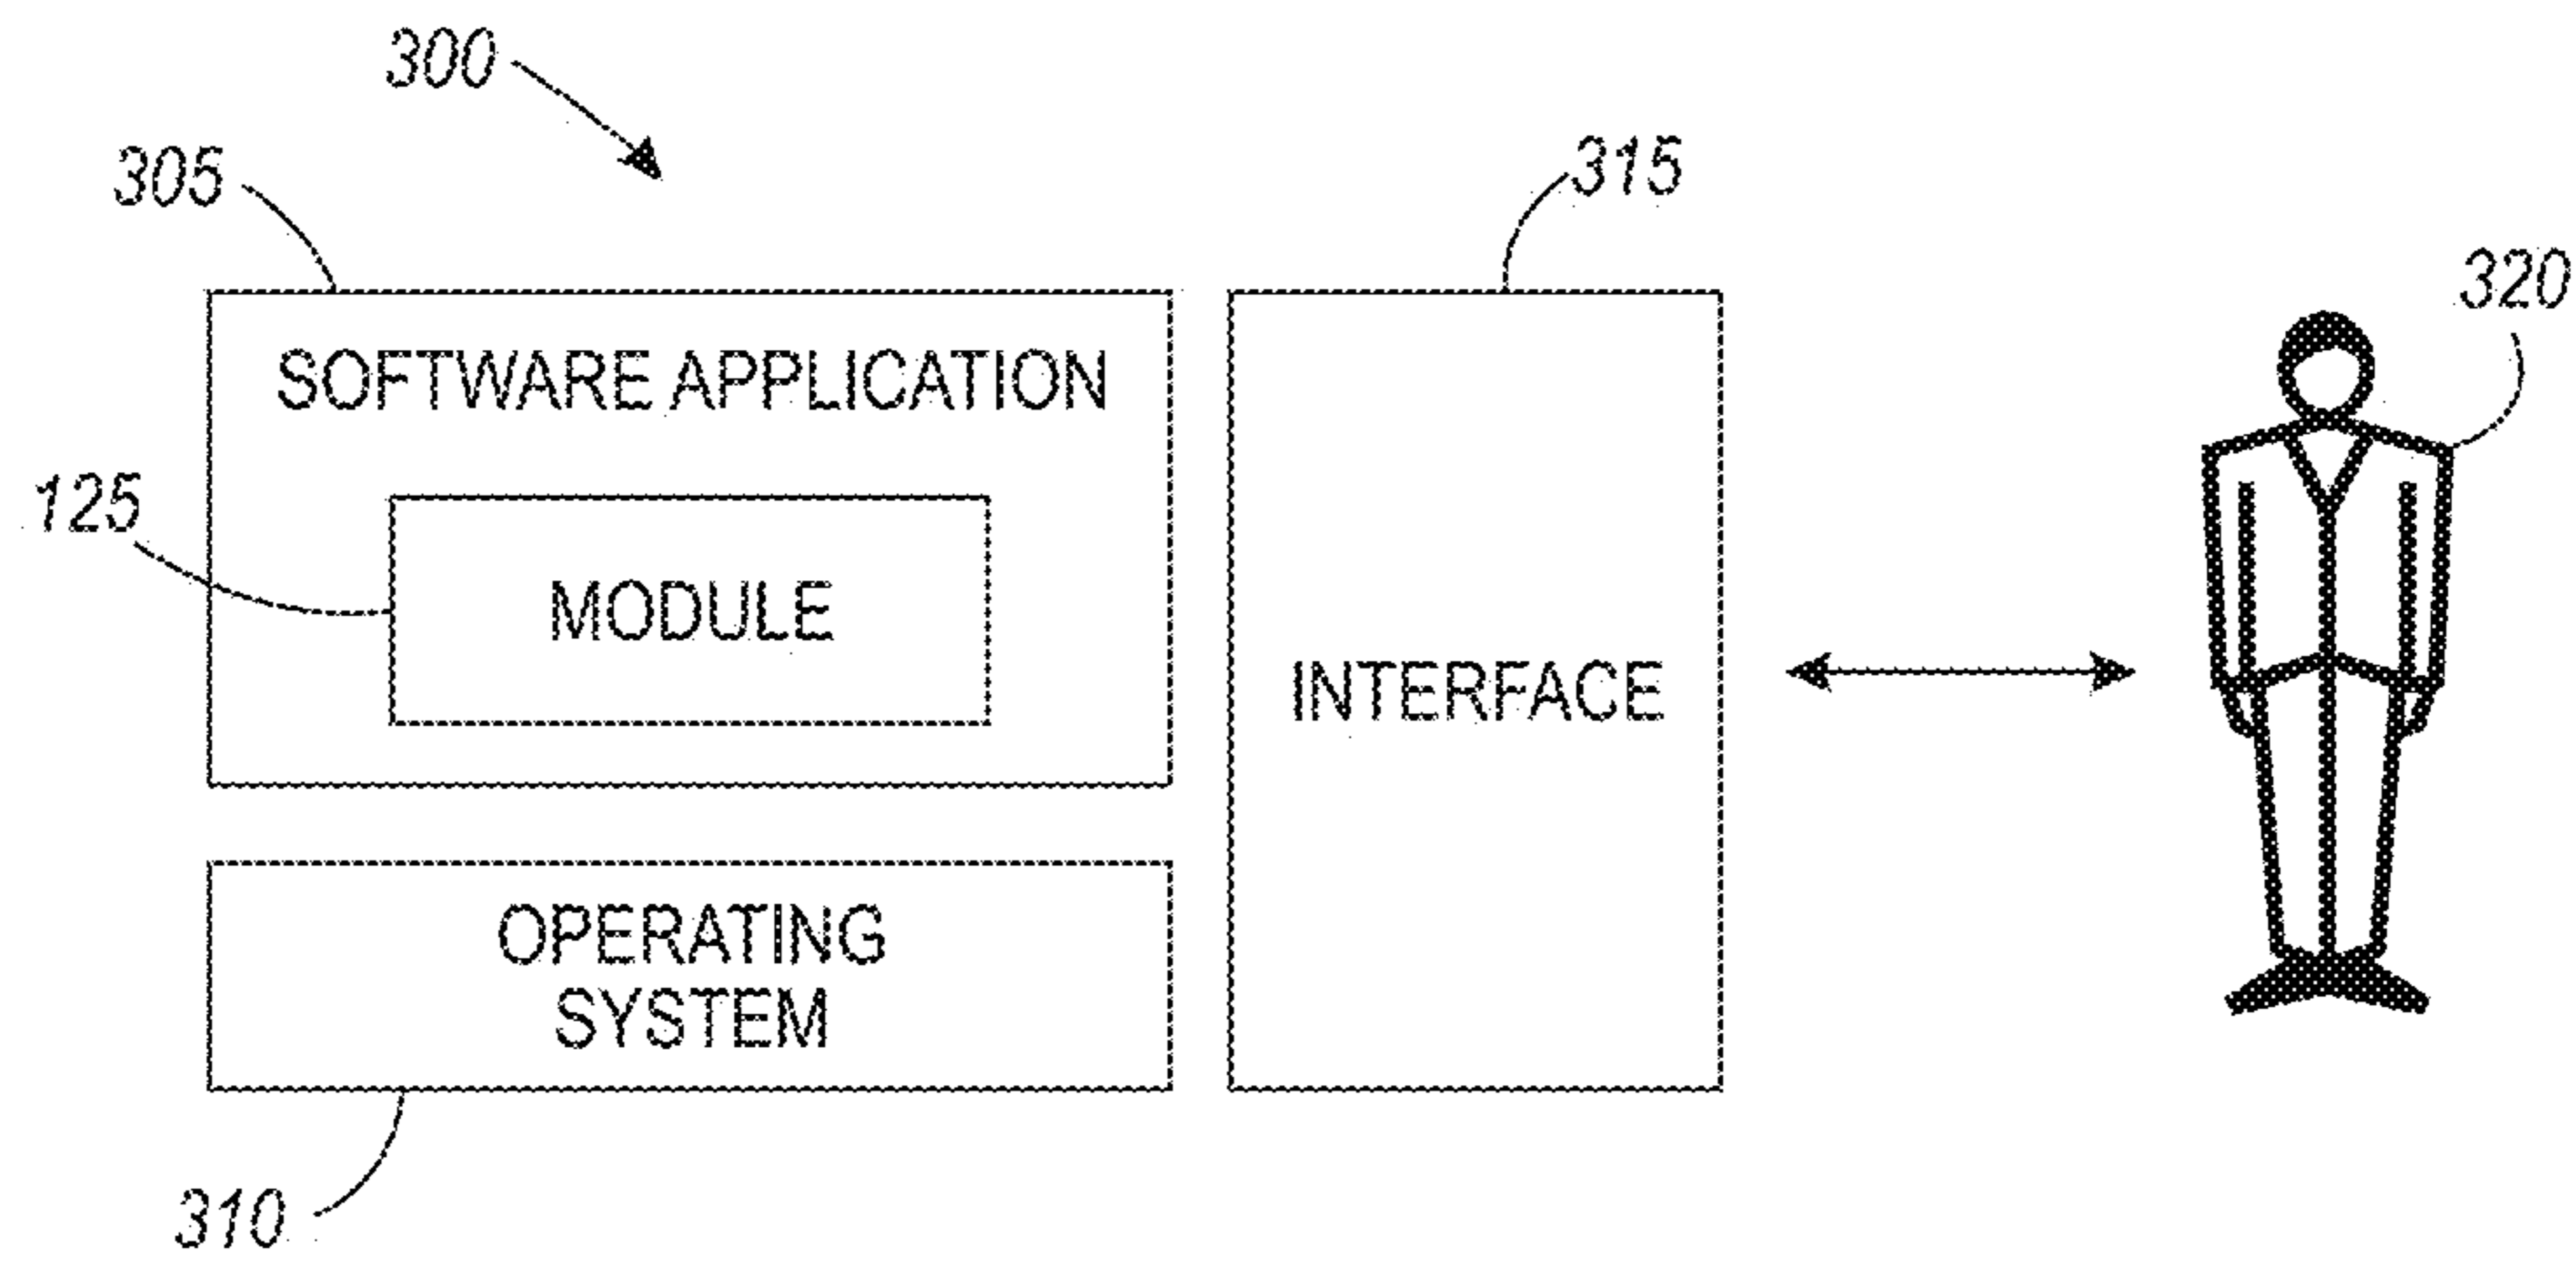 300
305
315
320
SOFTWARE APPLICATION
125
MODULE
INTERFACE
OPERATING
SYSTEM
310